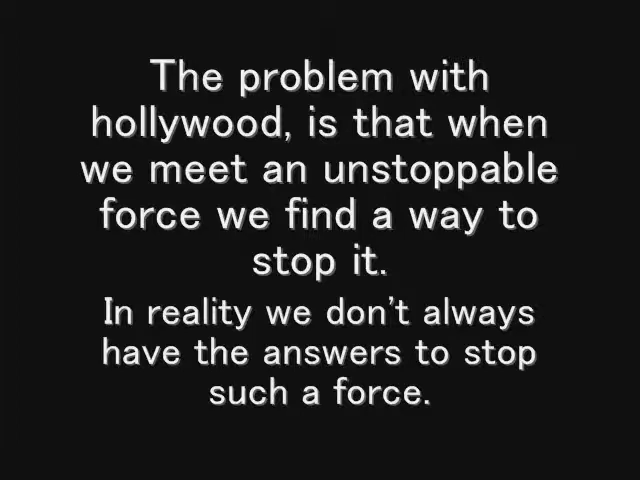 The problem with
hollywood, is that when
we meet an unstoppable
force we find a way to
stop it.
In reality we don't always
have the answers to stop
such a force.